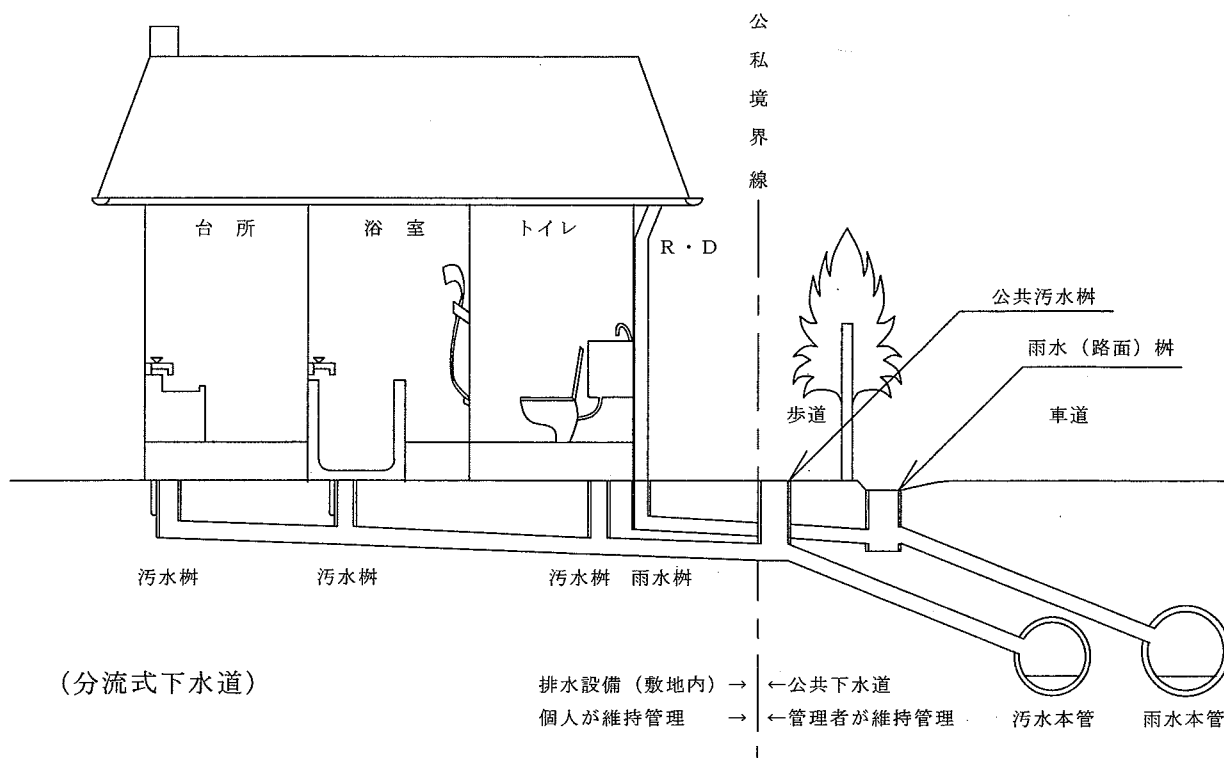 公私境界線
台所
浴室
トイレ
R・D
公共汚水桝
雨水(路面)桝
歩道
車道
汚水桝
汚水桝
汚水桝
雨水桝
(分流式下水道)
排水設備(敷地内)→
←公共下水道
個人が維持管理 →
←管理者が維持管理
汚水本管
雨水本管